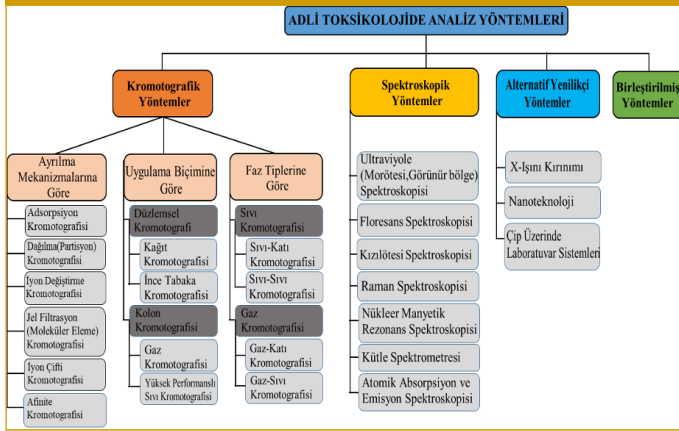 ADLİ TOKSİKOLOJİDE ANALİZ YÖNTEMLERİ
Kromotografik
Yöntemler
Ayrılma
Mekanizmalarına
Göre
Adsorpsiyon
Kromotografisi
Dağılma(Partisyon)
Kromotografisi
İyon Değiştirme
Kromotografisi
Jel Filtrasyon
(Moleküler Eleme)
Kromotografisi
İyon Çifti
Kromotografisi
Afinite
Kromotografisi
Uygulama Biçimine
Göre
Düzlemsel
Kromotografi
Kağıt
Kromotografisi
İnce Tabaka
Kromotografisi
Kolon
Kromotografisi
Gaz
Kromotografisi
Yüksek Performanslı
Sıvı Kromotografisi
Faz Tiplerine
Göre
Sıvı
Kromotografisi
Sıvı-Katı
Kromotografisi
Sıvı-Sıvı
Kromotografisi
Gaz
Kromotografisi
Gaz-Katı
Kromotografisi
Gaz-Sıvı
Kromotografisi
Spektroskopik
Yöntemler
Ultraviyole
(Morötesi,Görünür bölge)
Spektroskopisi
Floresans Spektroskopisi
Kızılötesi Spektroskopisi
Raman Spektroskopisi
Nükleer Manyetik
Rezonans Spektroskopisi
Kütle Spektrometresi
Atomik Absorpsiyon ve
Emisyon Spektroskopisi
Alternatif Yenilikçi
Yöntemler
X-Işını Kırınımı
Nanoteknoloji
Çip Üzerinde
Laboratuvar Sistemleri
Birleştirilmiş
Yöntemler